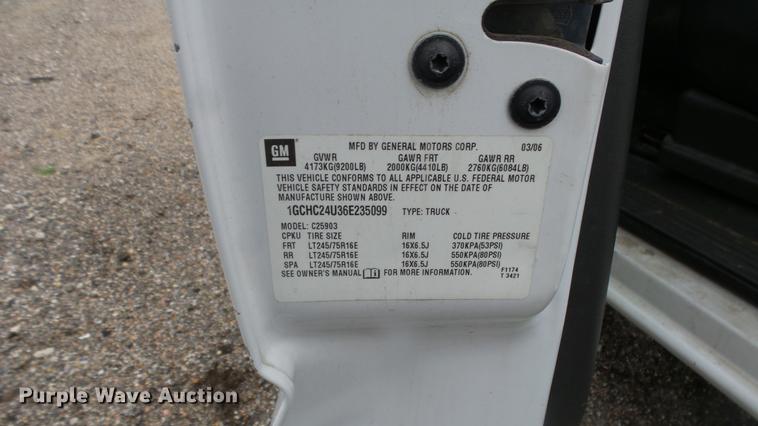 GM
MFD BY GENERAL MOTORS CORP. 03/06
GVWR GAWR FRT GAWR RR
4173KG(9200LB) 2000KG(4410LB) 2760KG(6084LB)
THIS VEHICLE CONFORMS TO ALL APPLICABLE U.S. FEDERAL MOTOR
VEHICLE SAFETY STANDARDS IN EFFECT ON THE DATE OF
MANUFACTURE SHOWN ABOVE.
1GCHC24U36E235099 TYPE: TRUCK
MODEL: C25903
CPKU TIRE SIZE RIM COLD TIRE PRESSURE
FRT LT245/75R16E 16X6.5J 370KPA(53PSI)
RR LT245/75R16E 16X6.5J 550KPA(80PSI)
SPA LT245/75R16E 16X6.5J 550KPA(80PSI)
SEE OWNER'S MANUAL FOR MORE INFORMATION. F1174
T 3421
Purple Wave Auction